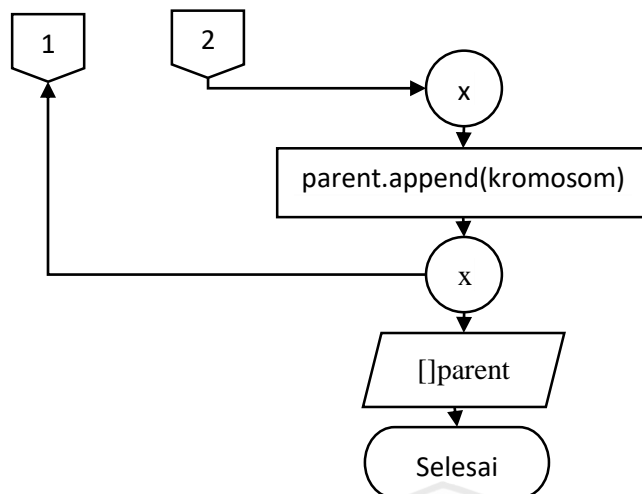 1
2
x
parent.append(kromosom)
x
[]parent
Selesai